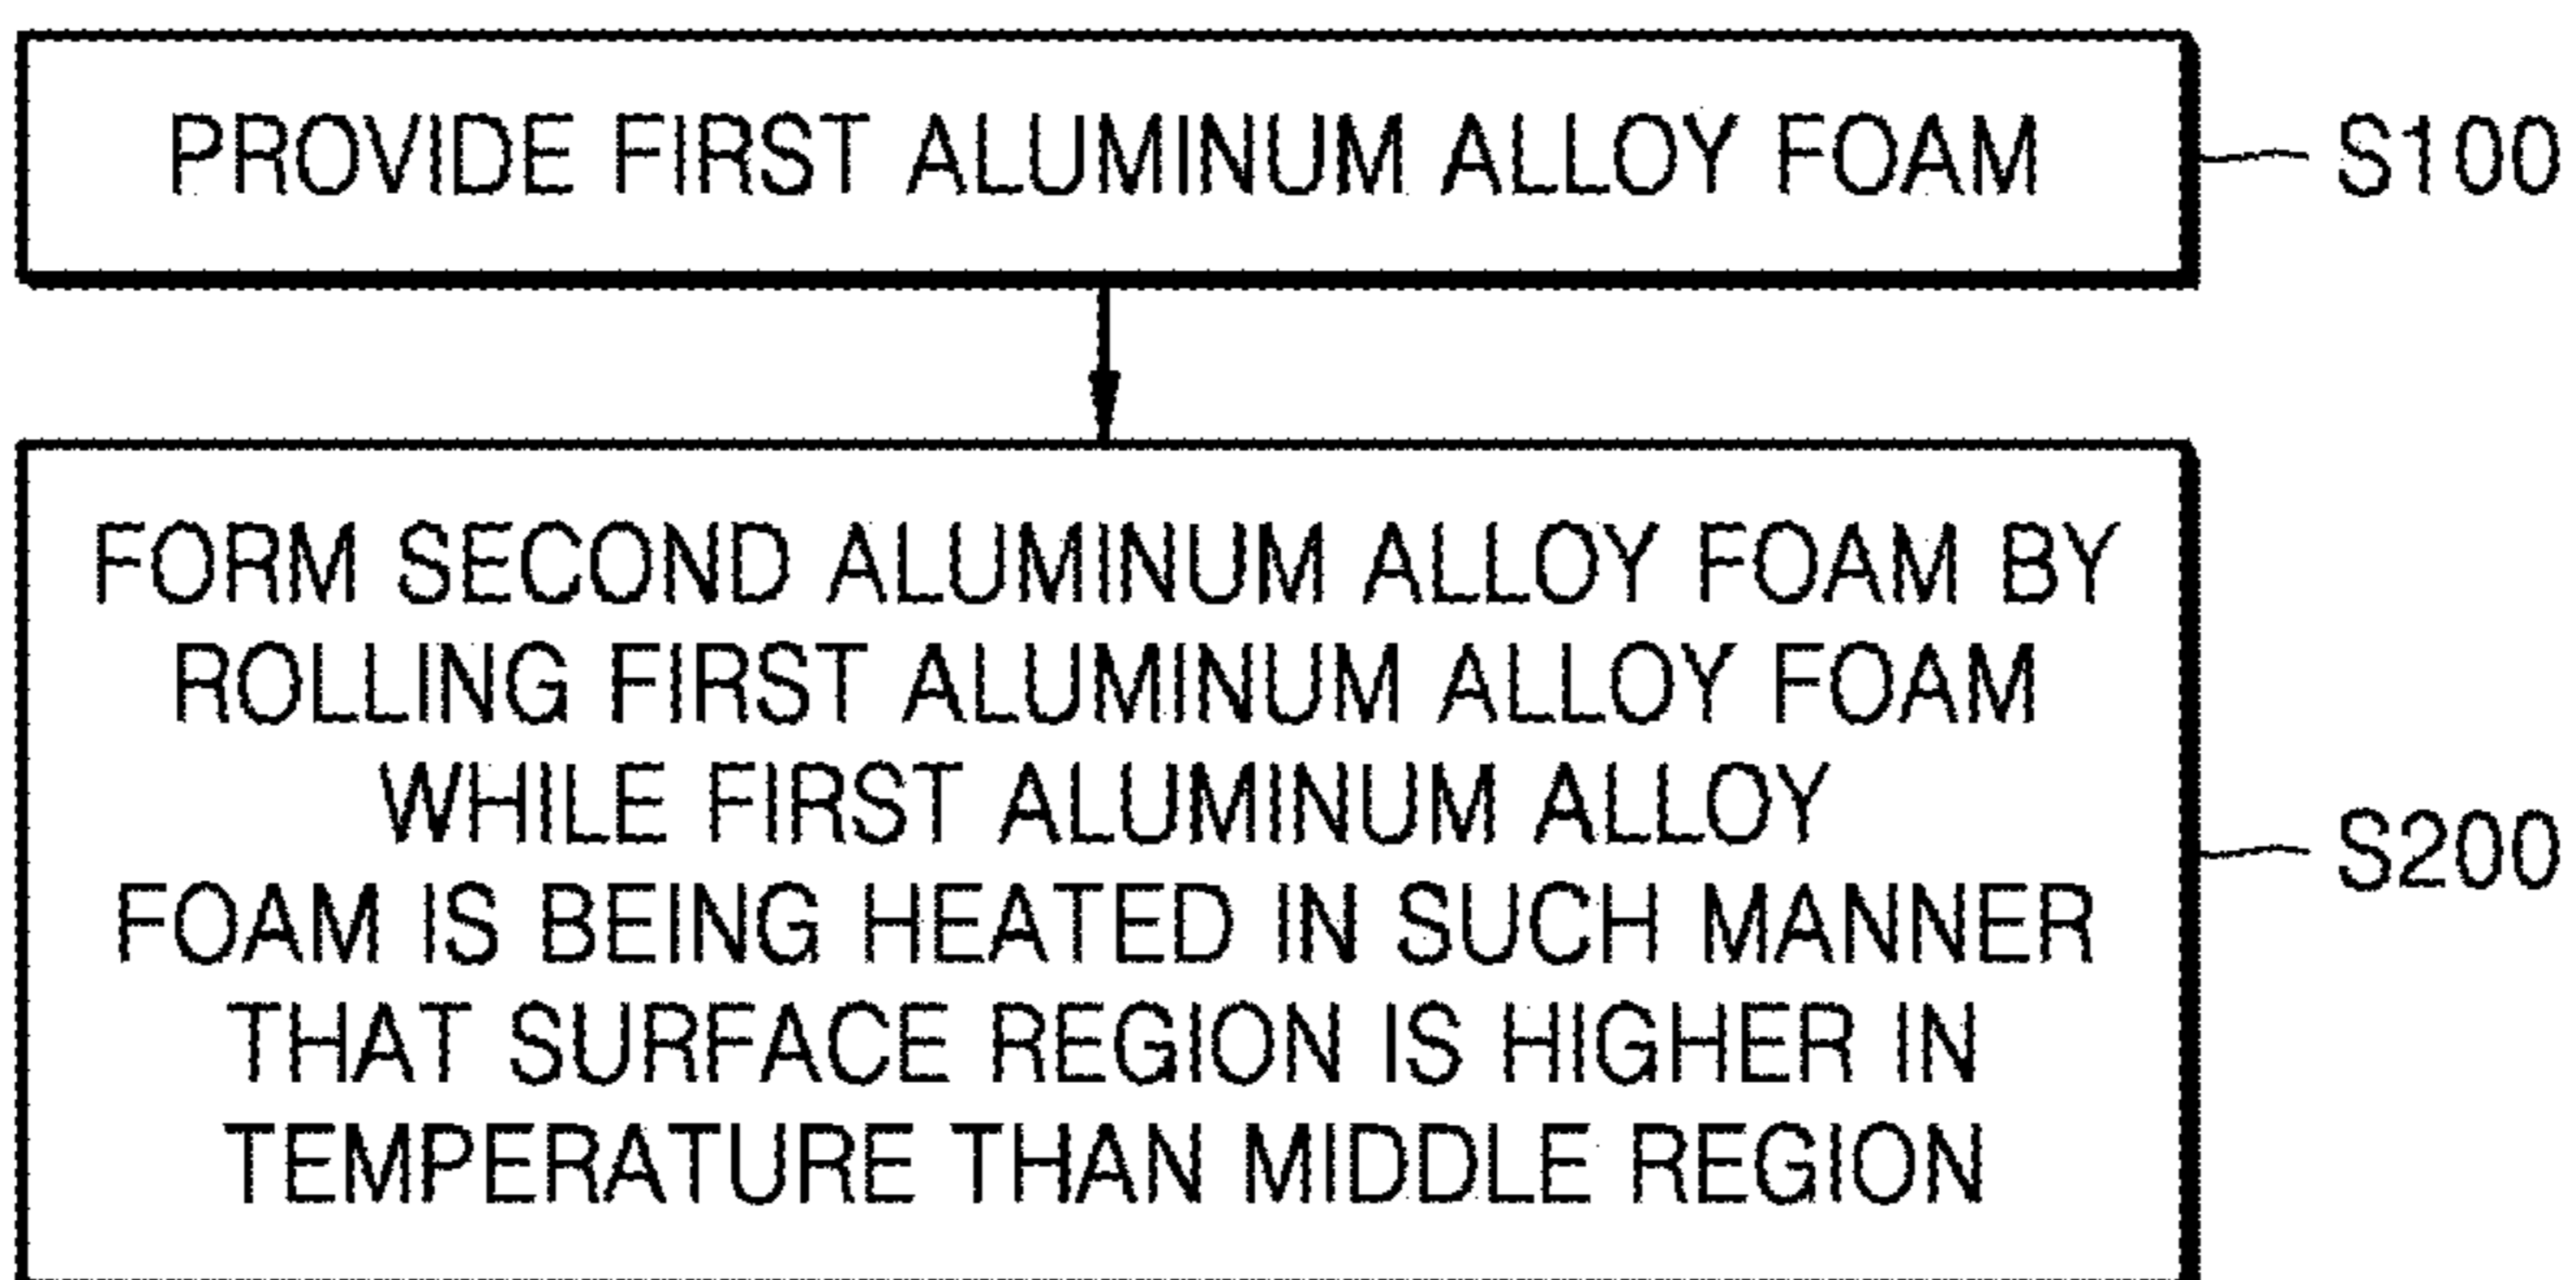 PROVIDE FIRST ALUMINUM ALLOY FOAM
S100
FORM SECOND ALUMINUM ALLOY FOAM BY
ROLLING FIRST ALUMINUM ALLOY FOAM
WHILE FIRST ALUMINUM ALLOY
FOAM IS BEING HEATED IN SUCH MANNER
THAT SURFACE REGION IS HIGHER IN
TEMPERATURE THAN MIDDLE REGION
S200